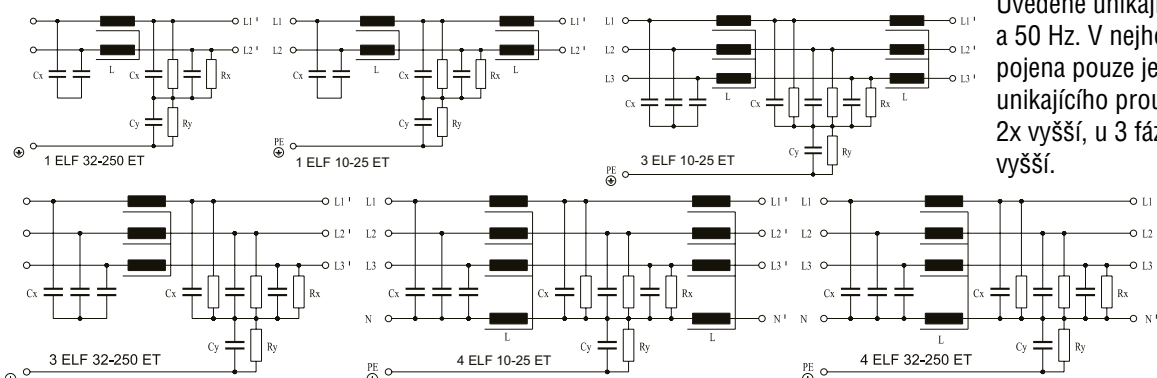 Uvedené unikají
a 50 Hz. V nejho
pojena pouze je
unikajícího prou
2x vyšší, u 3 fáz
vyšší.
L1'
L2'
Cx
Cx
L
Rx
Cy
Ry
1 ELF 32-250 ET
L1'
L2'
Cx
L
Cx
Rx
L
Cy
Ry
PE
1 ELF 10-25 ET
L1
L1'
L2
L2'
L3
L3'
Cx
L
Cx
Rx
L
Cy
Ry
PE
3 ELF 10-25 ET
L1'
L2'
L3'
Cx
Cx
Rx
Cy
Ry
3 ELF 32-250 ET
L1
L1'
L2
L2'
L3
L3'
Cx
Cx
Rx
N
N'
L
L
Cy
Ry
PE
4 ELF 10-25 ET
L1
L1'
L2
L2
L3
L3
Cx
Cx
Rx
N
N'
L
Cy
Ry
PE
4 ELF 32-250 ET